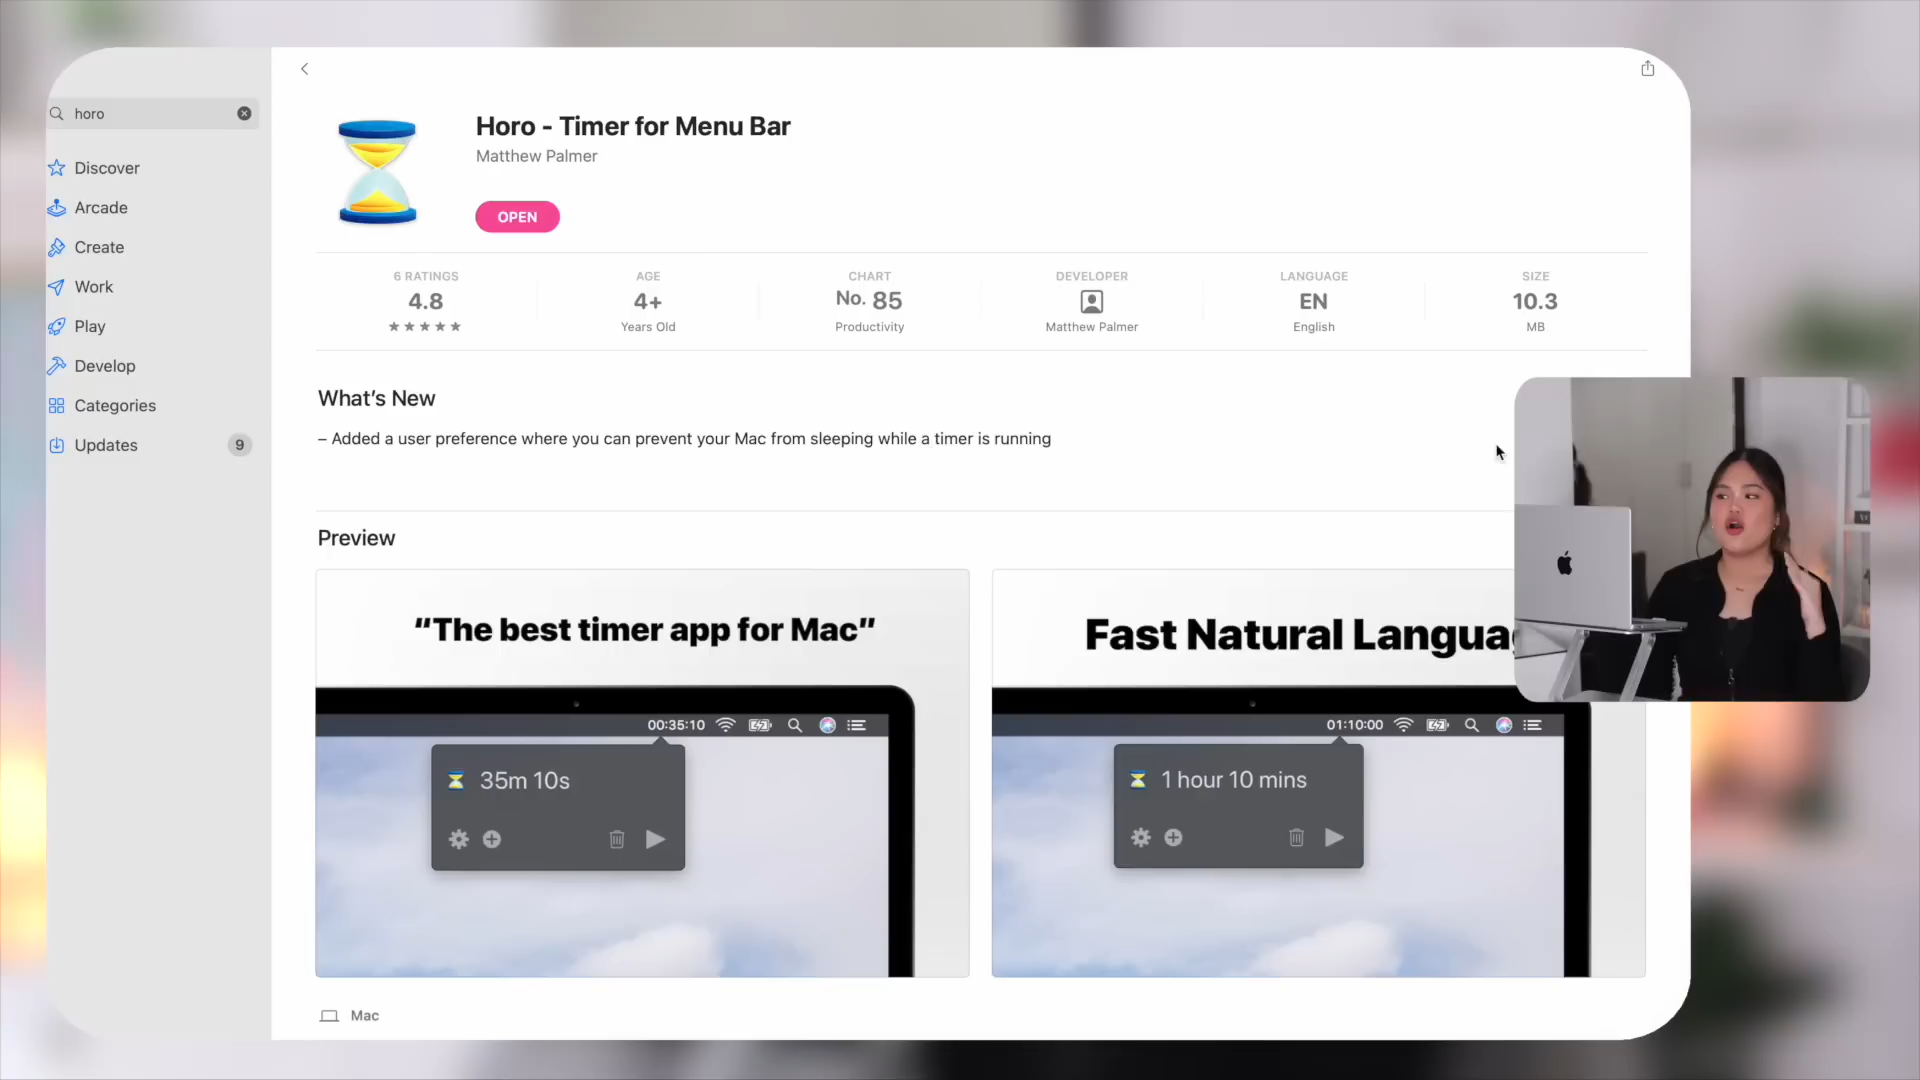 horo
Discover
Arcade
Create
Work
Play
Develop
Categories
Updates 9
Horo - Timer for Menu Bar
Matthew Palmer
OPEN
6 RATINGS
4.8
AGE
4+
Years Old
CHART
No. 85
Productivity
DEVELOPER
Matthew Palmer
LANGUAGE
EN
English
SIZE
10.3
MB
What's New
– Added a user preference where you can prevent your Mac from sleeping while a timer is running
Preview
“The best timer app for Mac”
00:35:10
35m 10s
Fast Natural Langua
01:10:00
1 hour 10 mins
Mac